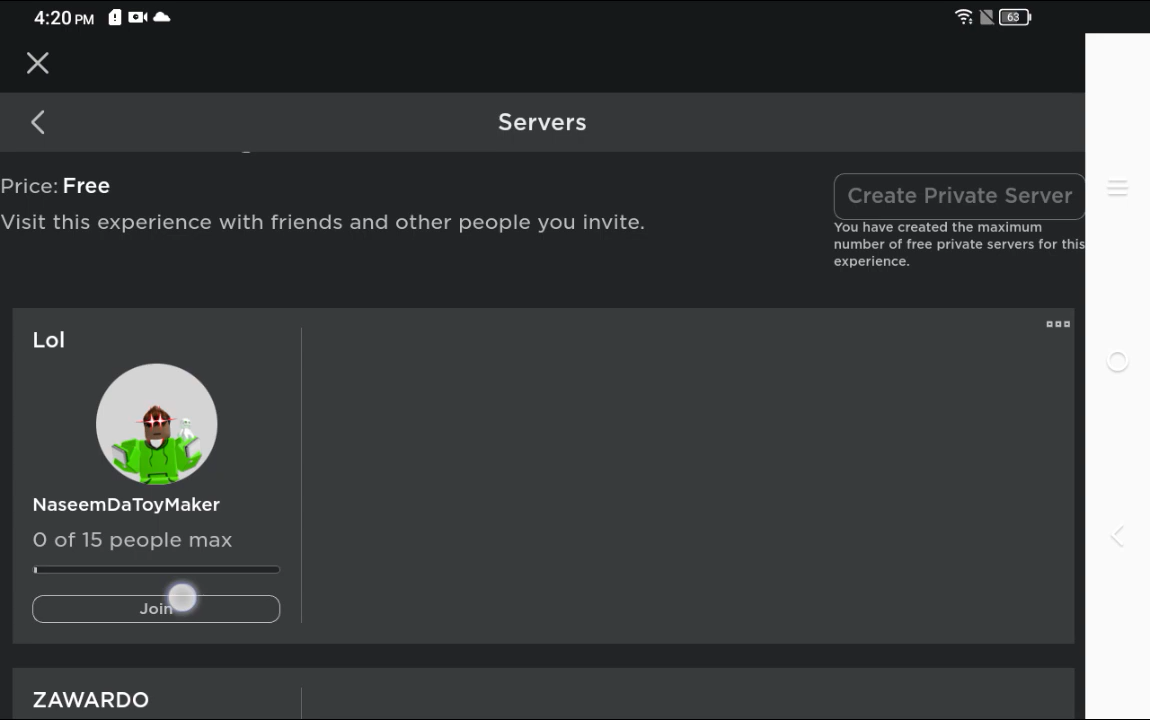 4:20 PM
63
Servers
Price: Free
Create Private Server
Visit this experience with friends and other people you invite.
You have created the maximum
number of free private servers for this
experience.
Lol
NaseemDaToyMaker
0 of 15 people max
Join
ZAWARDO